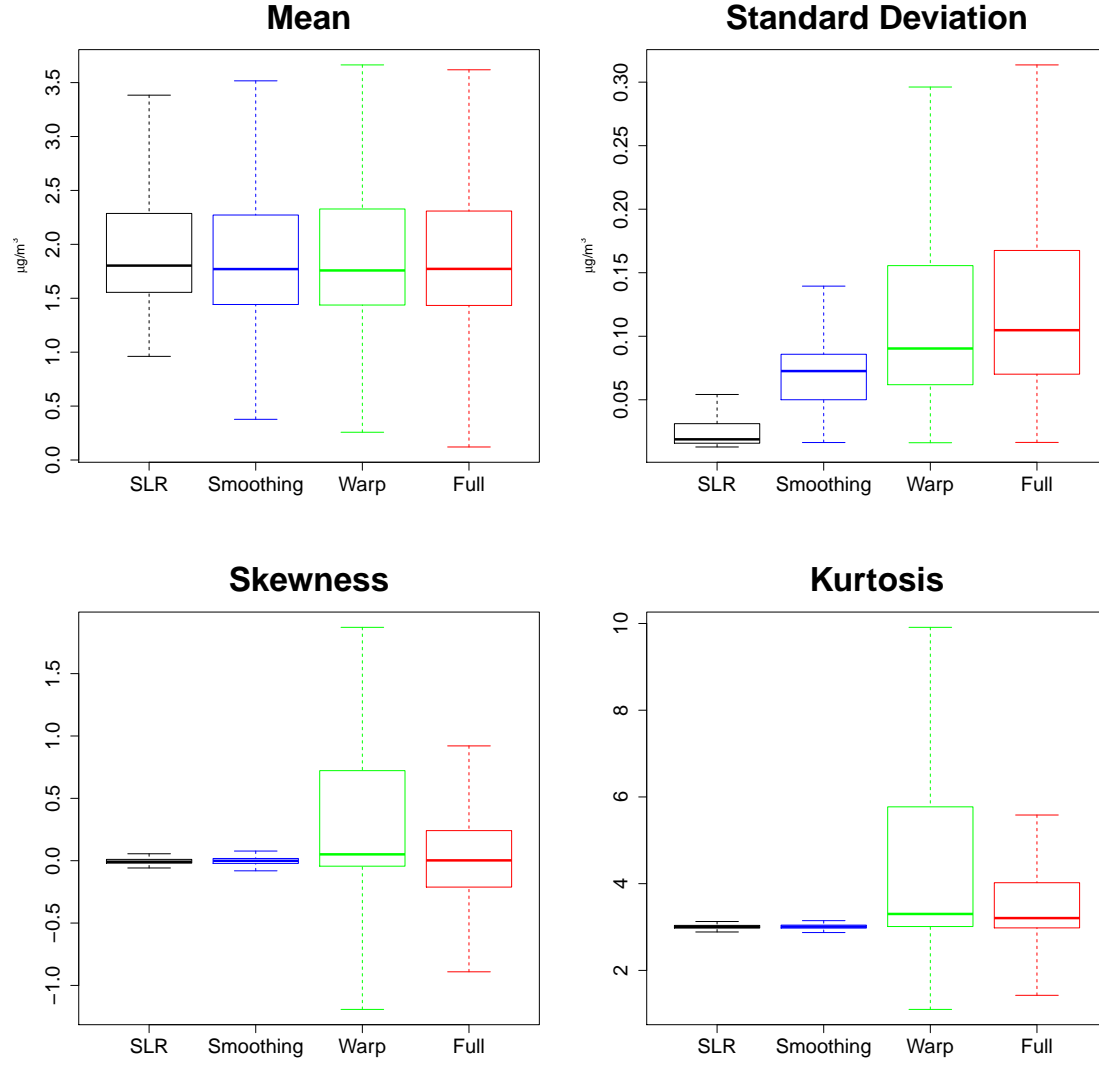 Mean
3.5
3.0
2.5
2.0
1.5
1.0
0.5
0.0
μg/m³
SLR Smoothing Warp Full
Standard Deviation
0.30
0.25
0.20
0.15
0.10
0.05
μg/m³
SLR Smoothing Warp Full
Skewness
1.5
1.0
0.5
0.0
−0.5
−1.0
SLR Smoothing Warp Full
Kurtosis
10
8
6
4
2
SLR Smoothing Warp Full